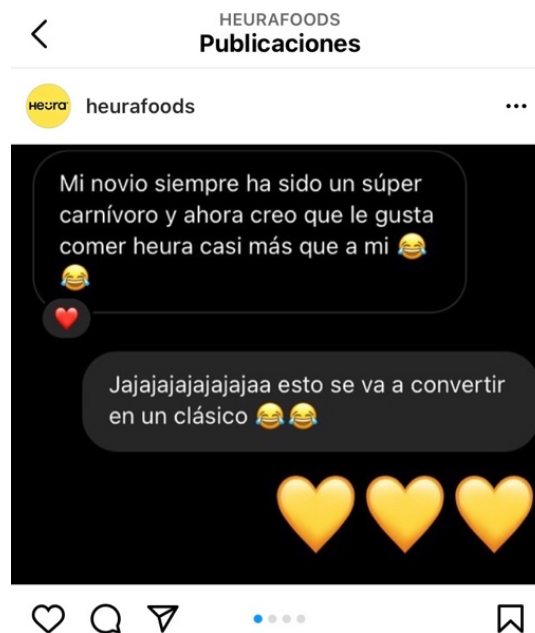 HEURAFOODS
Publicaciones
Heura
heurafoods
Mi novio siempre ha sido un súper
carnívoro y ahora creo que le gusta
comer heura casi más que a mi 😂
😂
❤️
Jajajajajajajajaa esto se va a convertir
en un clásico 😂😂
💛💛💛